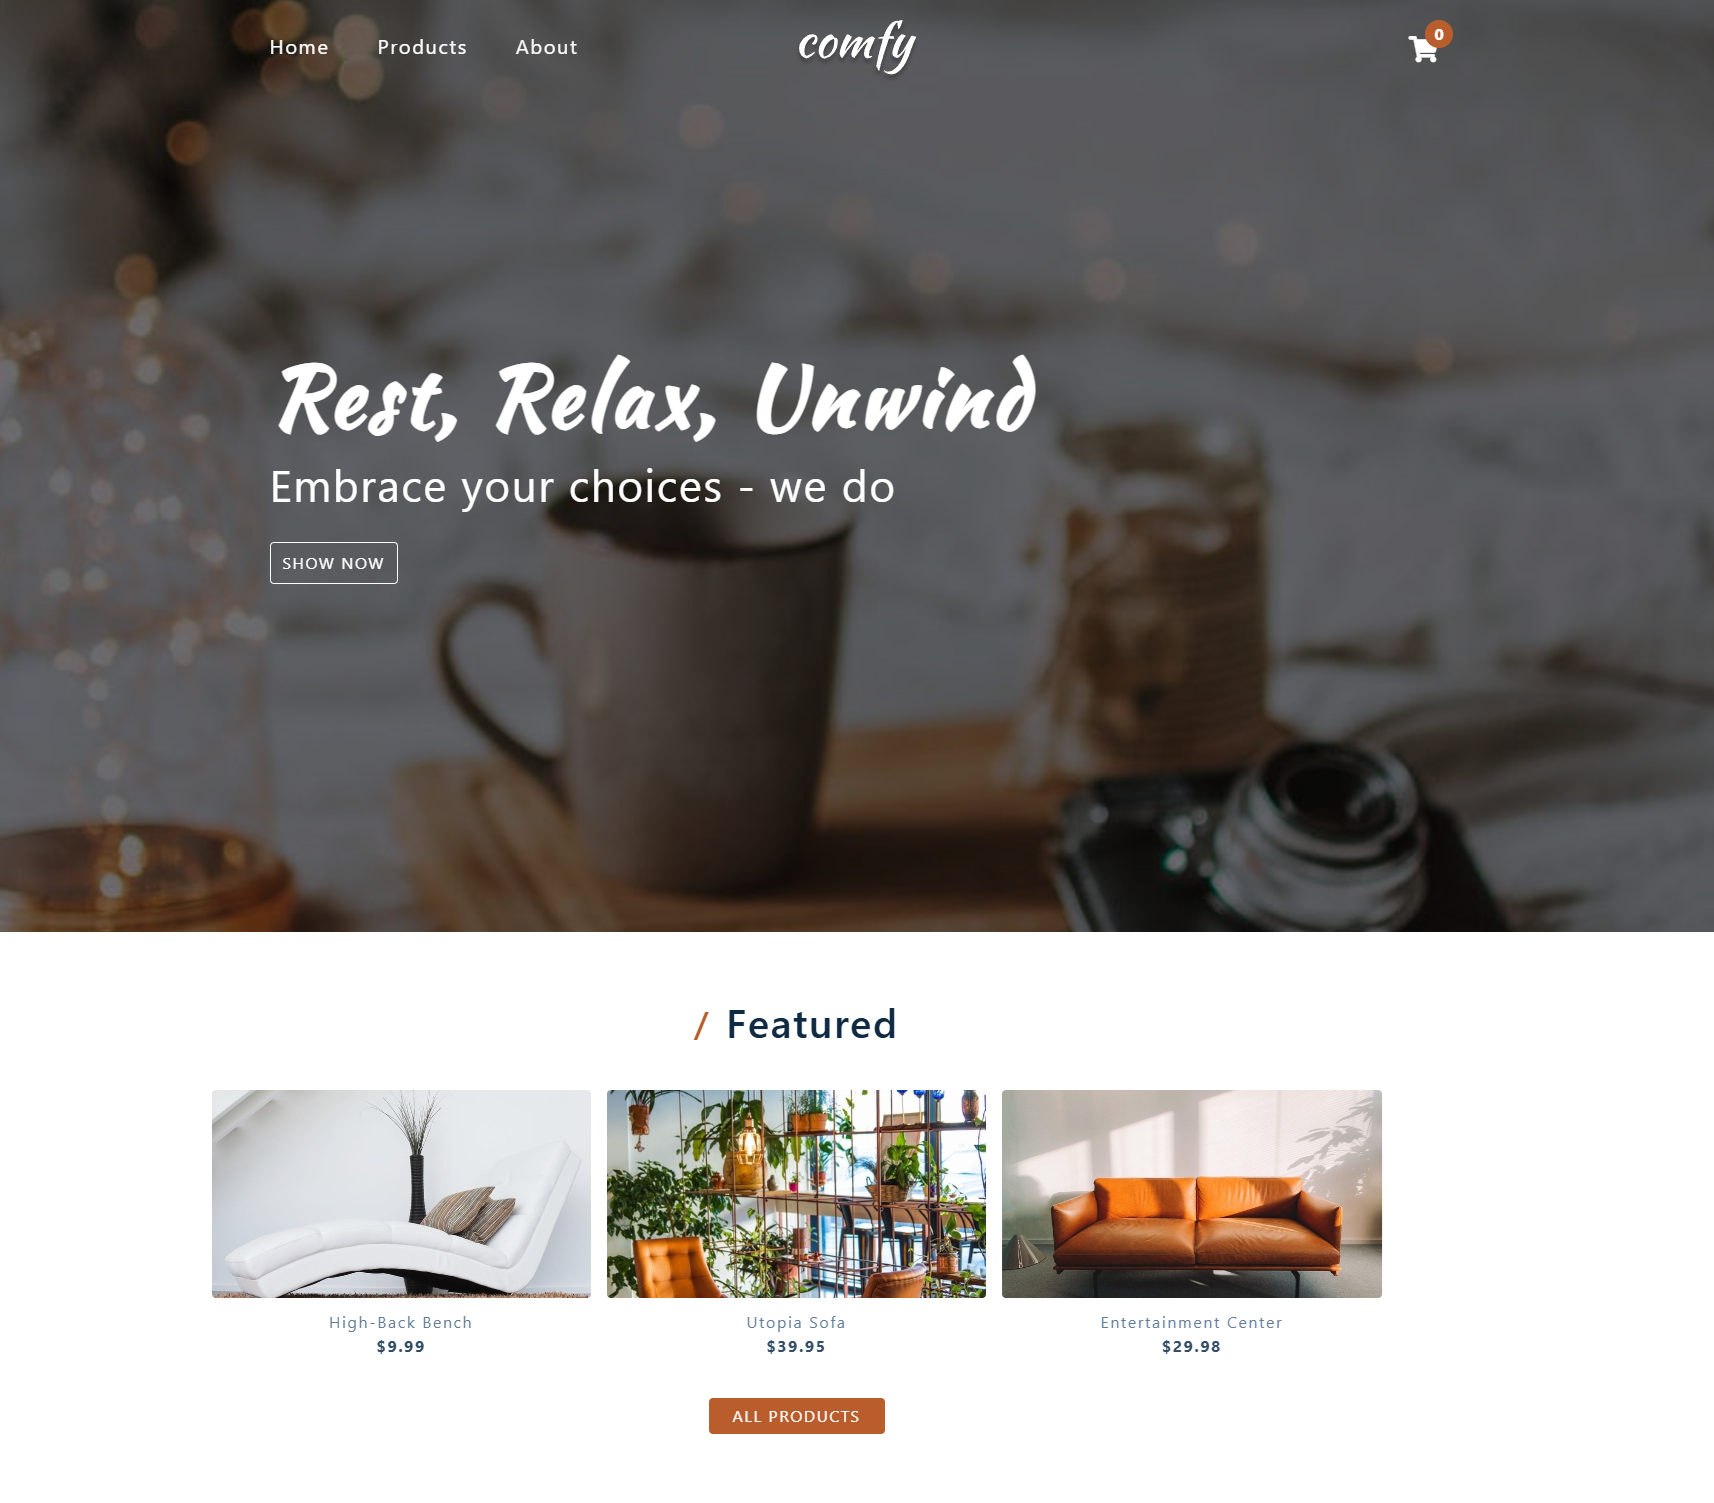 Home Products About comfy 0
Rest, Relax, Unwind
Embrace your choices - we do
SHOW NOW
/ Featured
High-Back Bench
$9.99
Utopia Sofa
$39.95
Entertainment Center
$29.98
ALL PRODUCTS